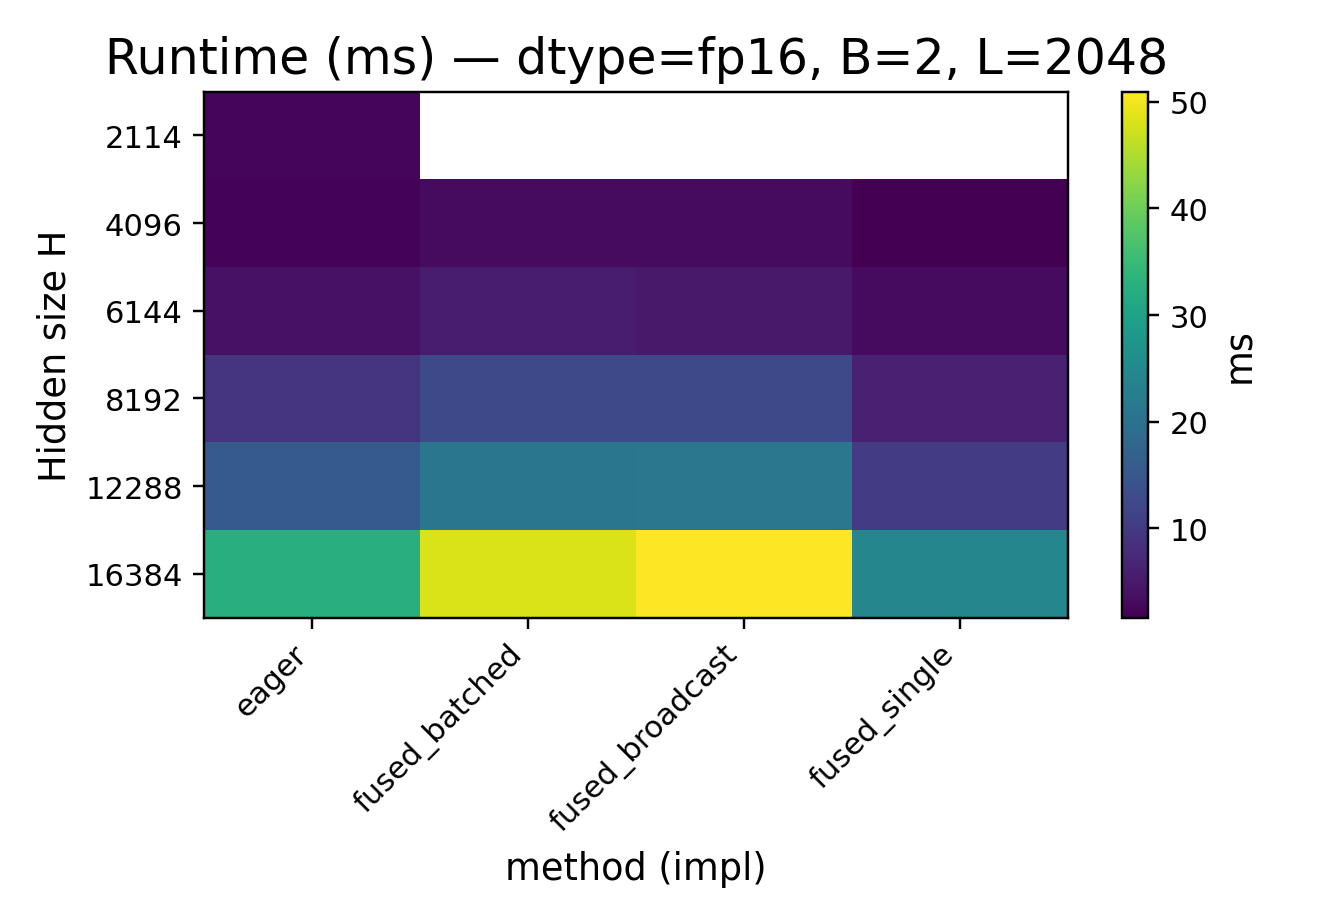 Runtime (ms) — dtype=fp16, B=2, L=2048
Hidden size H
2114
4096
6144
8192
12288
16384
eager
fused_batched
fused_broadcast
fused_single
method (impl)
50
40
30
20
10
ms